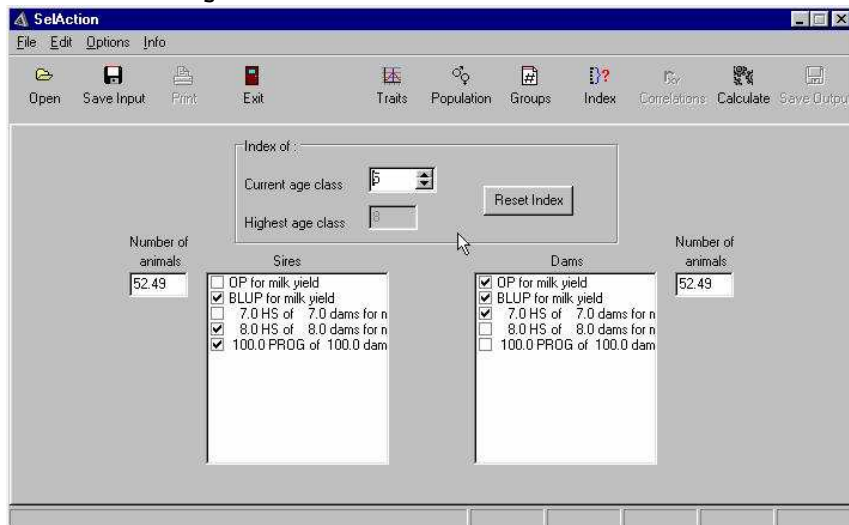 SelAction
File Edit Options Info
Open Save Input Print Exit Traits Population Groups Index Correlations Calculate Save Output
Index of :
Current age class 5
Reset Index
Highest age class 8
Number of animals
52.49
Sires
OP for milk yield
BLUP for milk yield
7.0 HS of 7.0 dams for n
8.0 HS of 8.0 dams for n
100.0 PROG of 100.0 dam
Dams
OP for milk yield
BLUP for milk yield
7.0 HS of 7.0 dams for n
8.0 HS of 8.0 dams for n
100.0 PROG of 100.0 dam
Number of animals
52.49